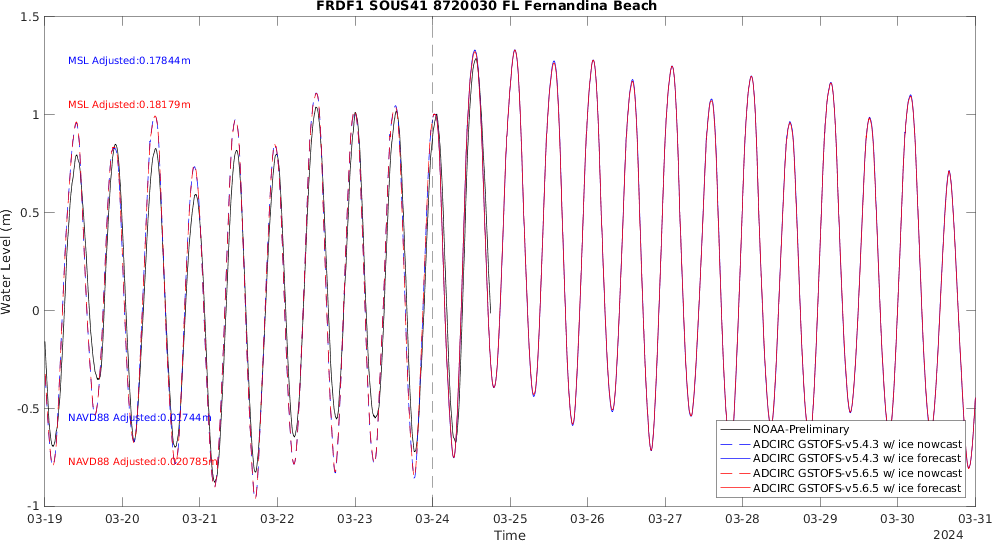 FRDF1 SOUS41 8720030 FL Fernandina Beach
1.5
MSL Adjusted:0.17844m
MSL Adjusted:0.18179m
1
0.5
Water Level (m)
0
-0.5
NAVD88 Adjusted:0.01744m
NAVD88 Adjusted:0.020785m
NOAA-Preliminary
ADCIRC GSTOFS-v5.4.3 w/ ice nowcast
ADCIRC GSTOFS-v5.4.3 w/ ice forecast
ADCIRC GSTOFS-v5.6.5 w/ ice nowcast
ADCIRC GSTOFS-v5.6.5 w/ ice forecast
-1
03-19 03-20 03-21 03-22 03-23 03-24 03-25 03-26 03-27 03-28 03-29 03-30 03-31
Time
2024